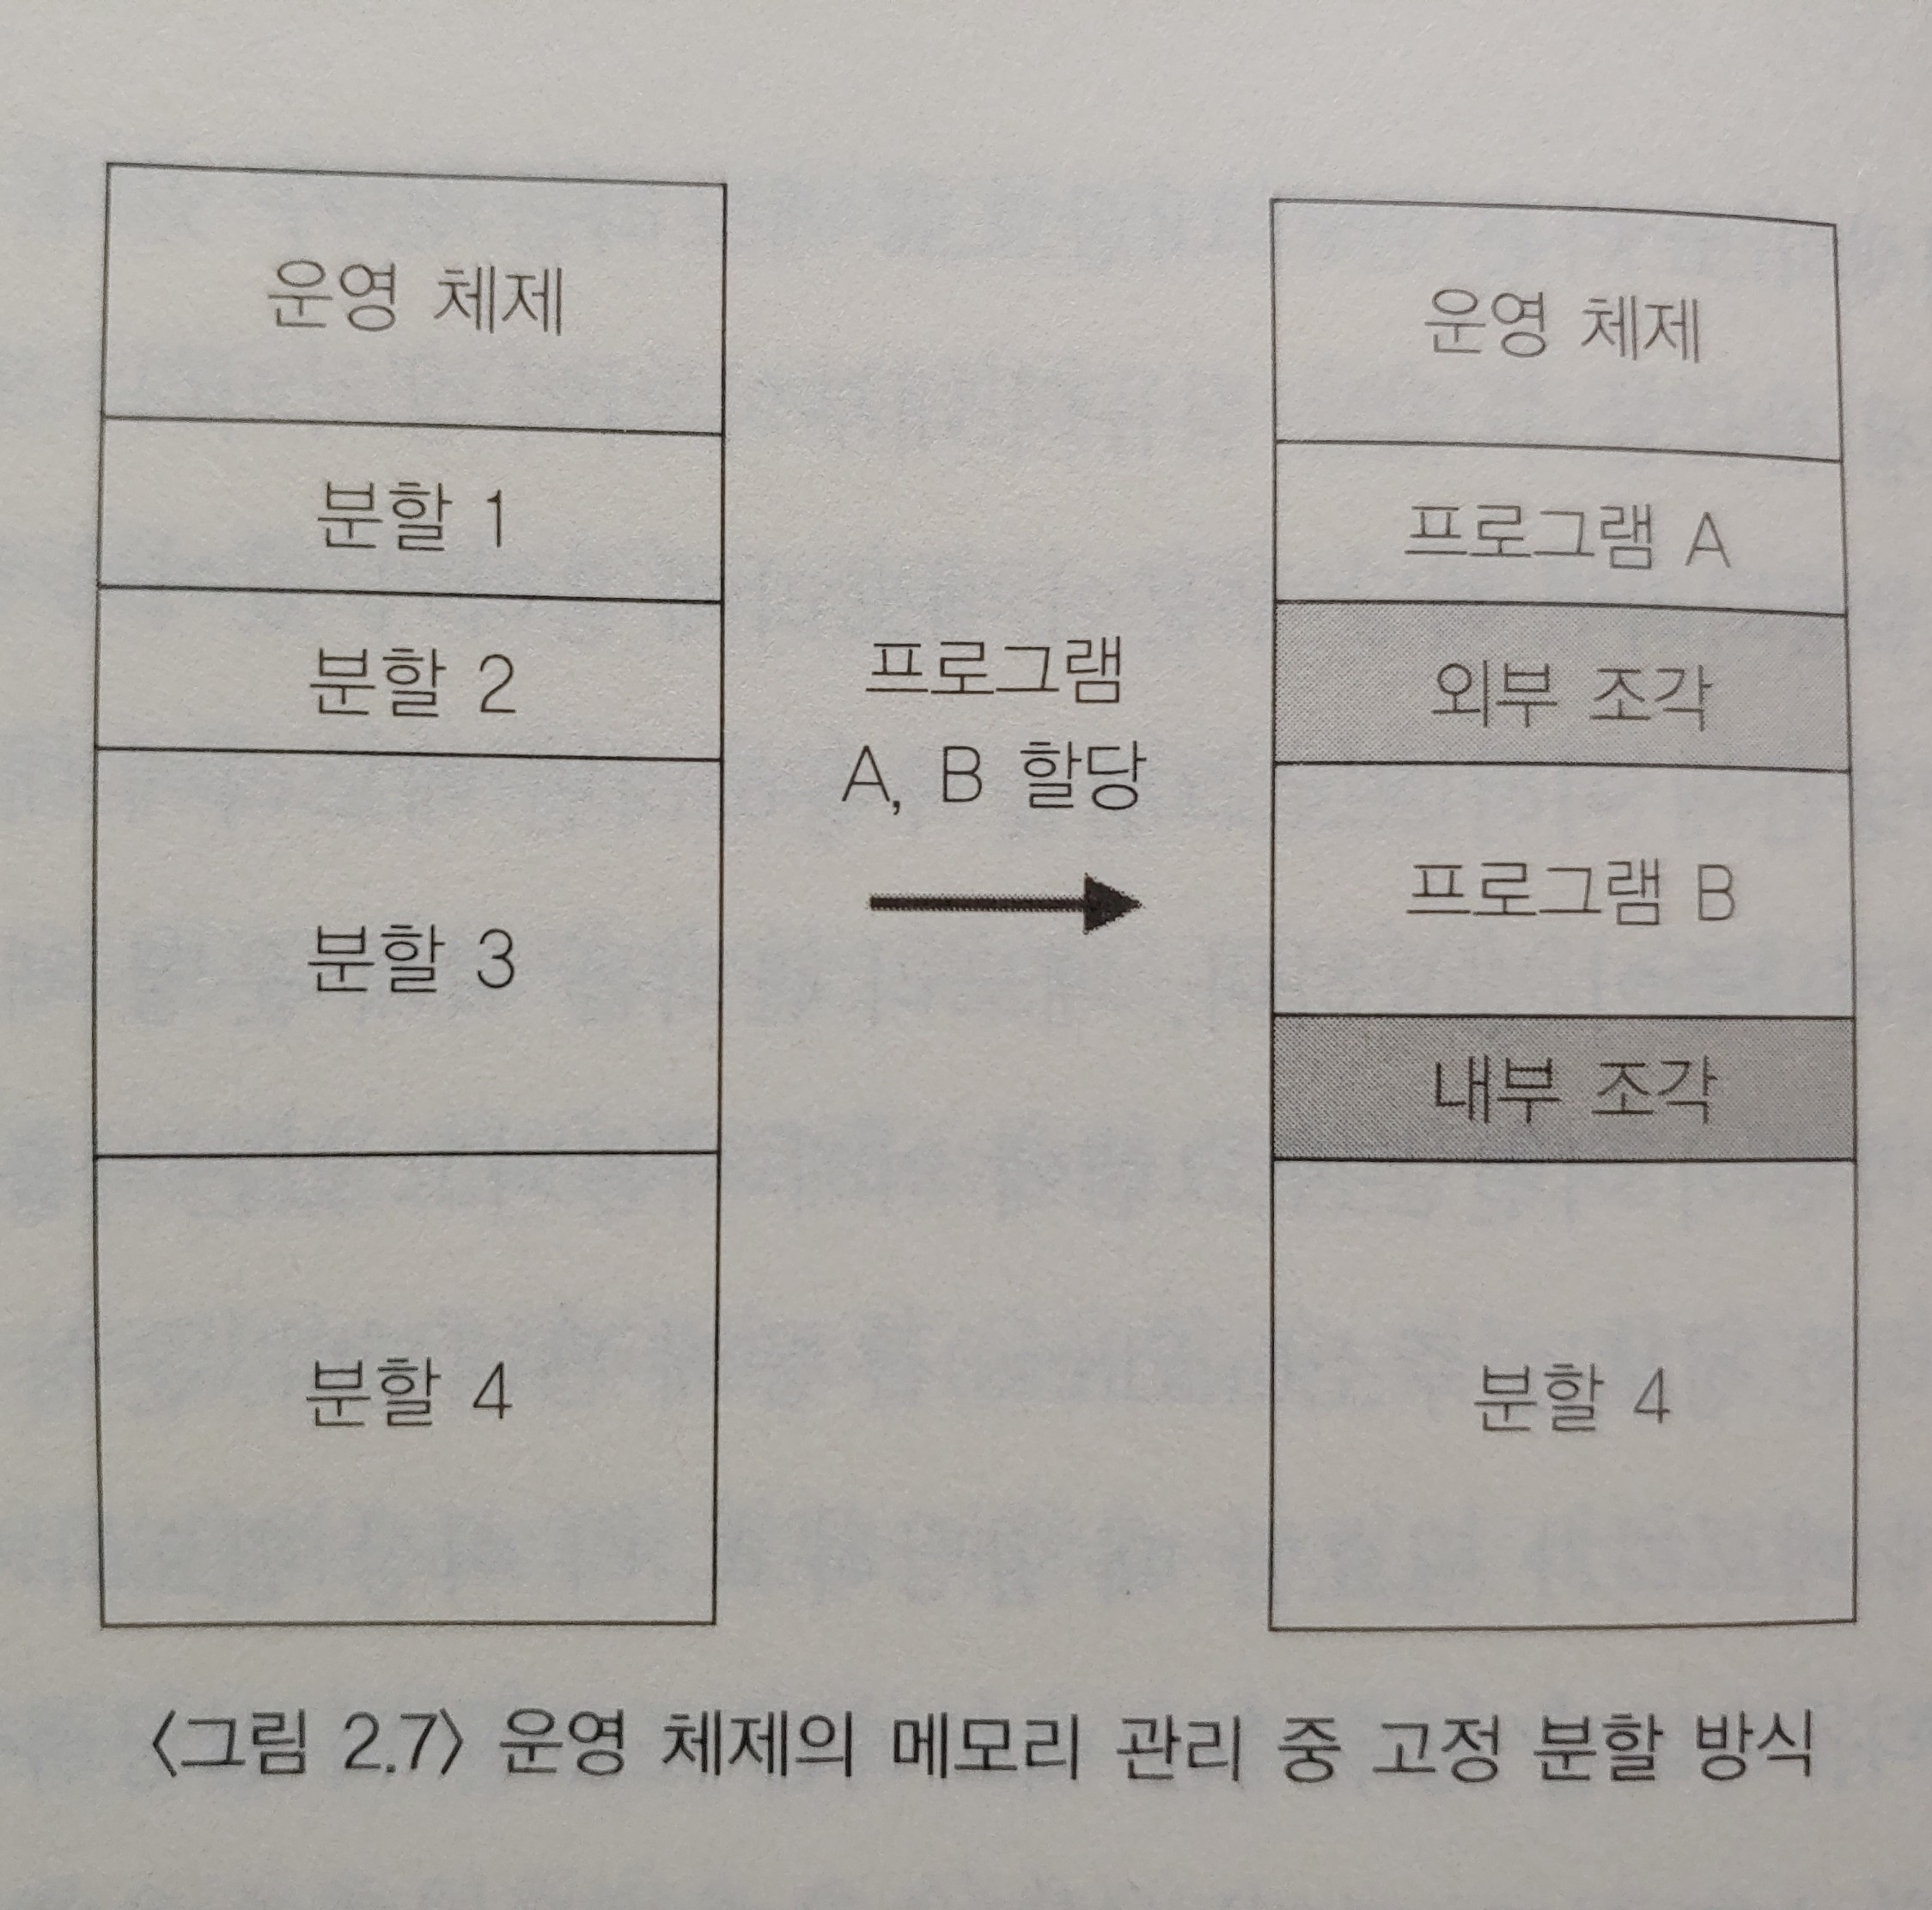 운영 체제
분할 1
분할 2
분할 3
분할 4
프로그램
A, B 할당
운영 체제
프로그램 A
외부 조각
프로그램 B
내부 조각
분할 4
<그림 2.7> 운영 체제의 메모리 관리 중 고정 분할 방식